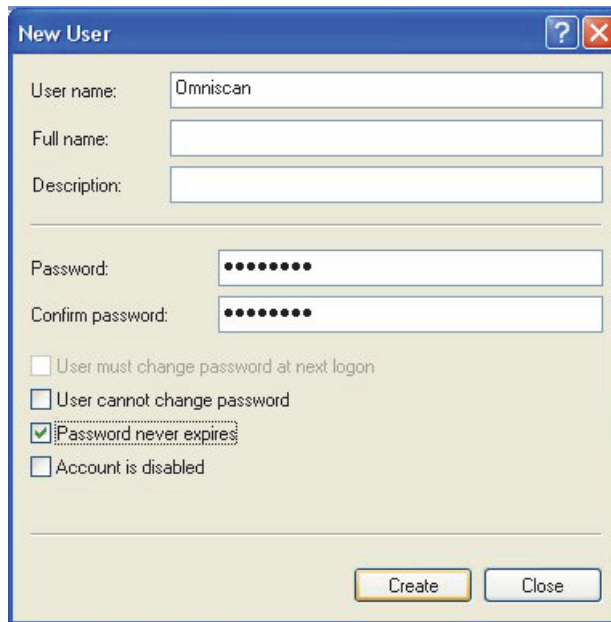 New User
User name: Omniscan
Full name:
Description:
Password: ●●●●●●●●
Confirm password: ●●●●●●●●
User must change password at next logon
User cannot change password
Password never expires
Account is disabled
Create Close